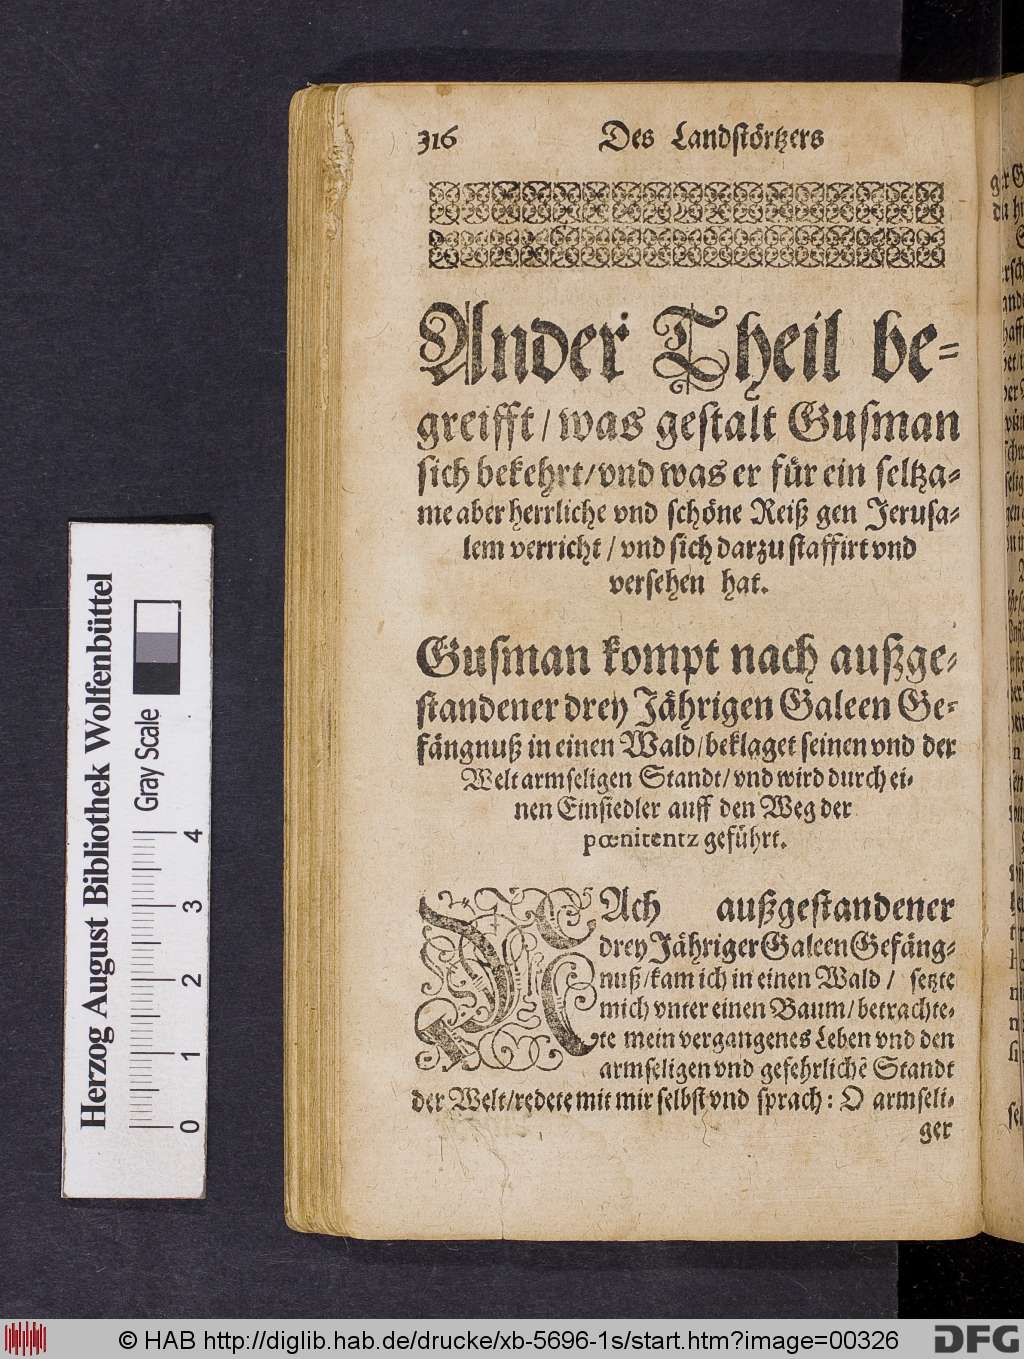 316 Des Landstörtzers
Ander Theil be-
greifft / was gestalt Gusman
sich bekehrt / vnd was er für ein seltza-
me aber herrliche vnd schöne Reiß gen Jerusa-
lem verricht / vnd sich darzu staffirt vnd
versehen hat.
Gusman kompt nach außge-
standener drey Jährigen Galeen Ge-
fängnuß in einen Wald / beklaget seinen vnd der
Welt armseligen Standt / vnd wird durch ei-
nen Einsiedler auff den Weg der
pœnitentz geführt.
NAch außgestandener
drey Jähriger Galeen Gefäng-
nuß / kam ich in einen Wald / setzte
mich vnter einen Baum / betrachte-
te mein vergangenes Leben vnd den
armseligen vnd gefehrlichẽ Standt
der Welt / redete mit mir selbst vnd sprach: O armseli-
ger
Herzog August Bibliothek Wolfenbüttel
Gray Scale
0 1 2 3 4
© HAB http://diglib.hab.de/drucke/xb-5696-1s/start.htm?image=00326
DFG